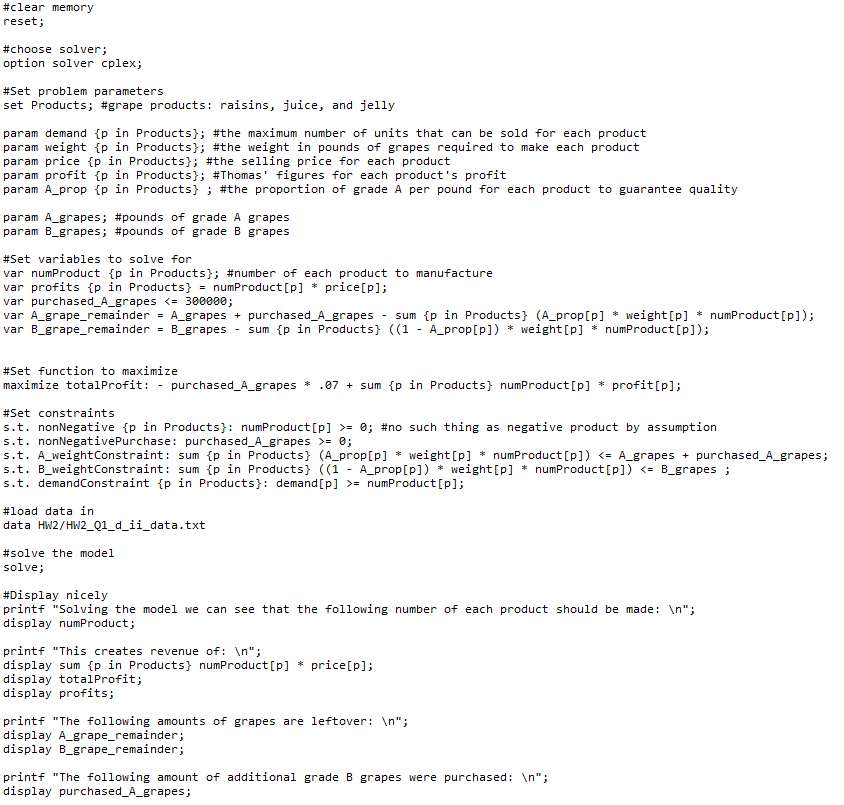 #clear memory
reset;
#choose solver;
option solver cplex;
#Set problem parameters
set Products; #grape products: raisins, juice, and jelly
param demand {p in Products}; #the maximum number of units that can be sold for each product
param weight {p in Products}; #the weight in pounds of grapes required to make each product
param price {p in Products}; #the selling price for each product
param profit {p in Products}; #Thomas' figures for each product's profit
param A_prop {p in Products} ; #the proportion of grade A per pound for each product to guarantee quality
param A_grapes; #pounds of grade A grapes
param B_grapes; #pounds of grade B grapes
#Set variables to solve for
var numProduct {p in Products}; #number of each product to manufacture
var profits {p in Products} = numProduct[p] * price[p];
var purchased_A_grapes <= 300000;
var A_grape_remainder = A_grapes + purchased_A_grapes - sum {p in Products} (A_prop[p] * weight[p] * numProduct[p]);
var B_grape_remainder = B_grapes - sum {p in Products} ((1 - A_prop[p]) * weight[p] * numProduct[p]);
#Set function to maximize
maximize totalProfit: - purchased_A_grapes * .07 + sum {p in Products} numProduct[p] * profit[p];
#Set constraints
s.t. nonNegative {p in Products}: numProduct[p] >= 0; #no such thing as negative product by assumption
s.t. nonNegativePurchase: purchased_A_grapes >= 0;
s.t. A_weightConstraint: sum {p in Products} (A_prop[p] * weight[p] * numProduct[p]) <= A_grapes + purchased_A_grapes;
s.t. B_weightConstraint: sum {p in Products} ((1 - A_prop[p]) * weight[p] * numProduct[p]) <= B_grapes ;
s.t. demandConstraint {p in Products}: demand[p] >= numProduct[p];
#load data in
data HW2/HW2_Q1_d_ii_data.txt
#solve the model
solve;
#Display nicely
printf "Solving the model we can see that the following number of each product should be made: \n";
display numProduct;
printf "This creates revenue of: \n";
display sum {p in Products} numProduct[p] * price[p];
display totalProfit;
display profits;
printf "The following amounts of grapes are leftover: \n";
display A_grape_remainder;
display B_grape_remainder;
printf "The following amount of additional grade B grapes were purchased: \n";
display purchased_A_grapes;